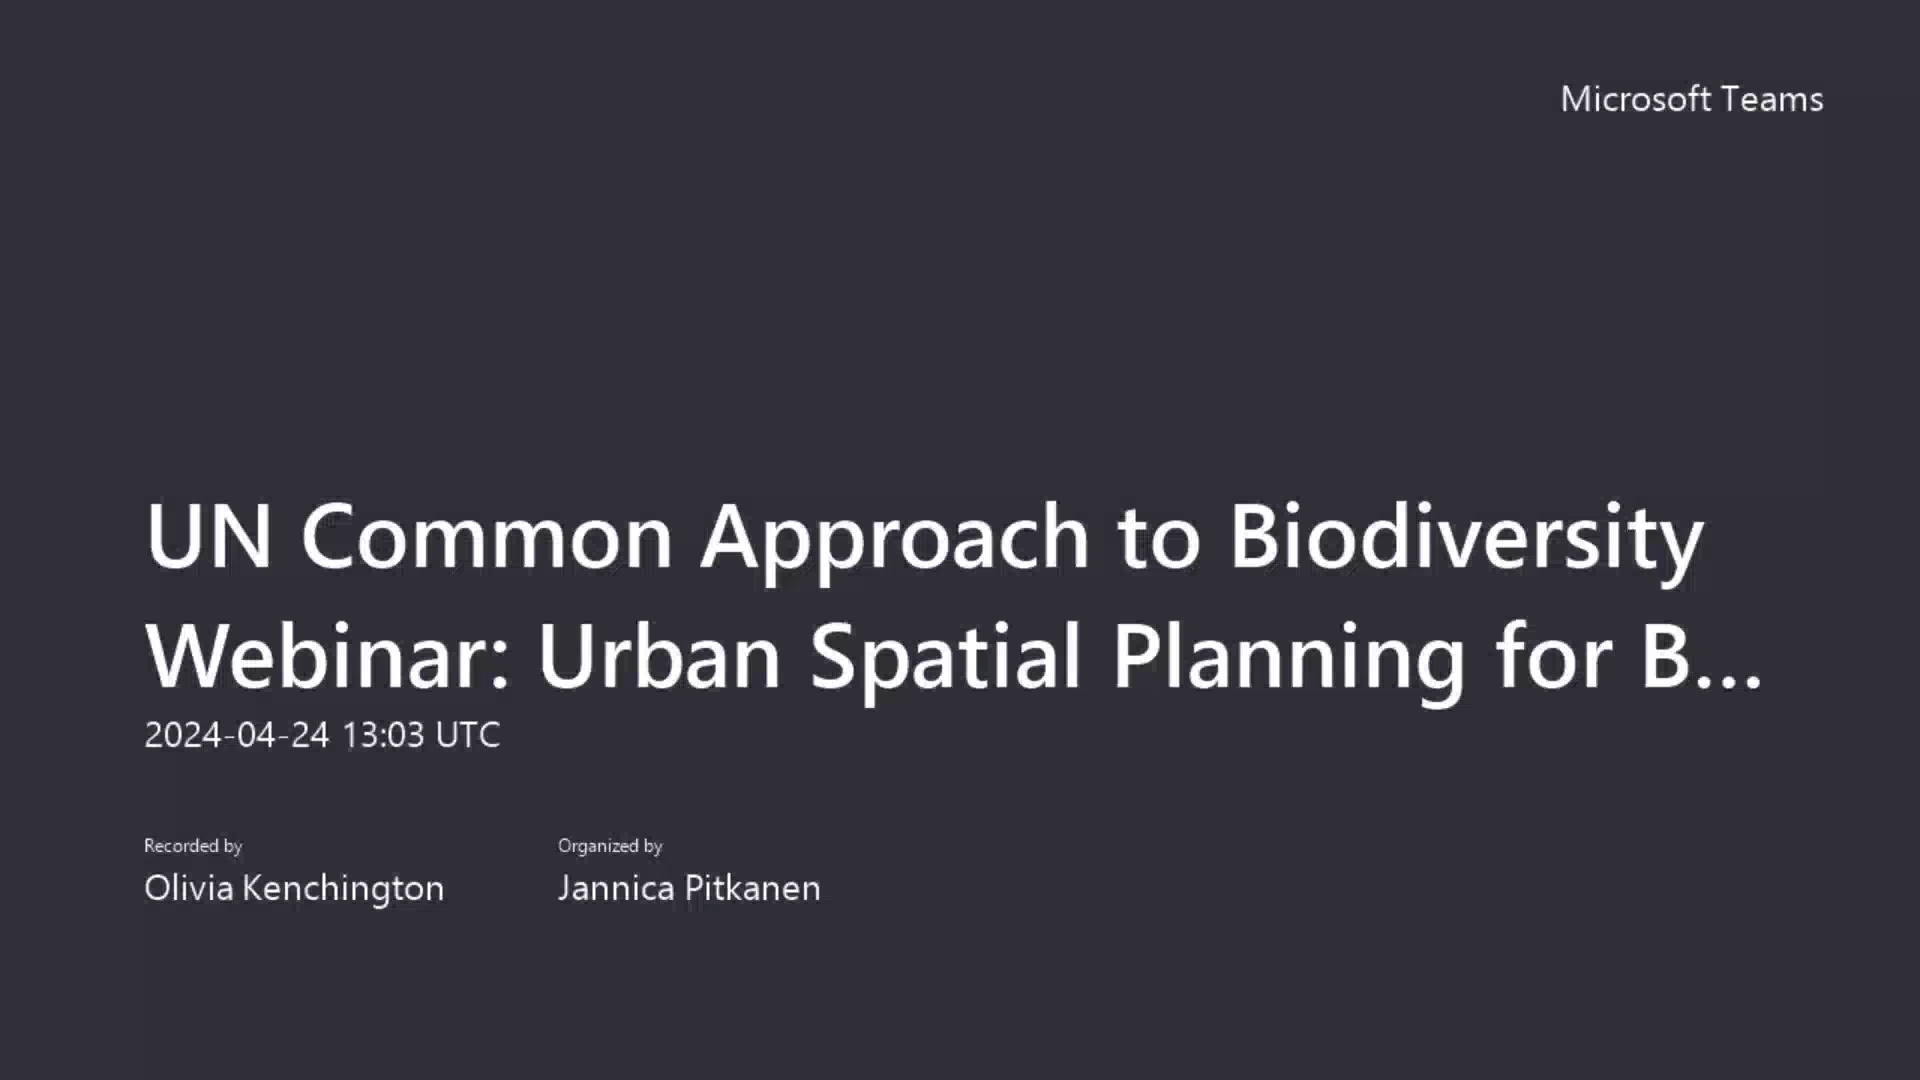 Microsoft Teams
UN Common Approach to Biodiversity
Webinar: Urban Spatial Planning for B...
2024-04-24 13:03 UTC
Recorded by
Olivia Kenchington
Organized by
Jannica Pitkanen